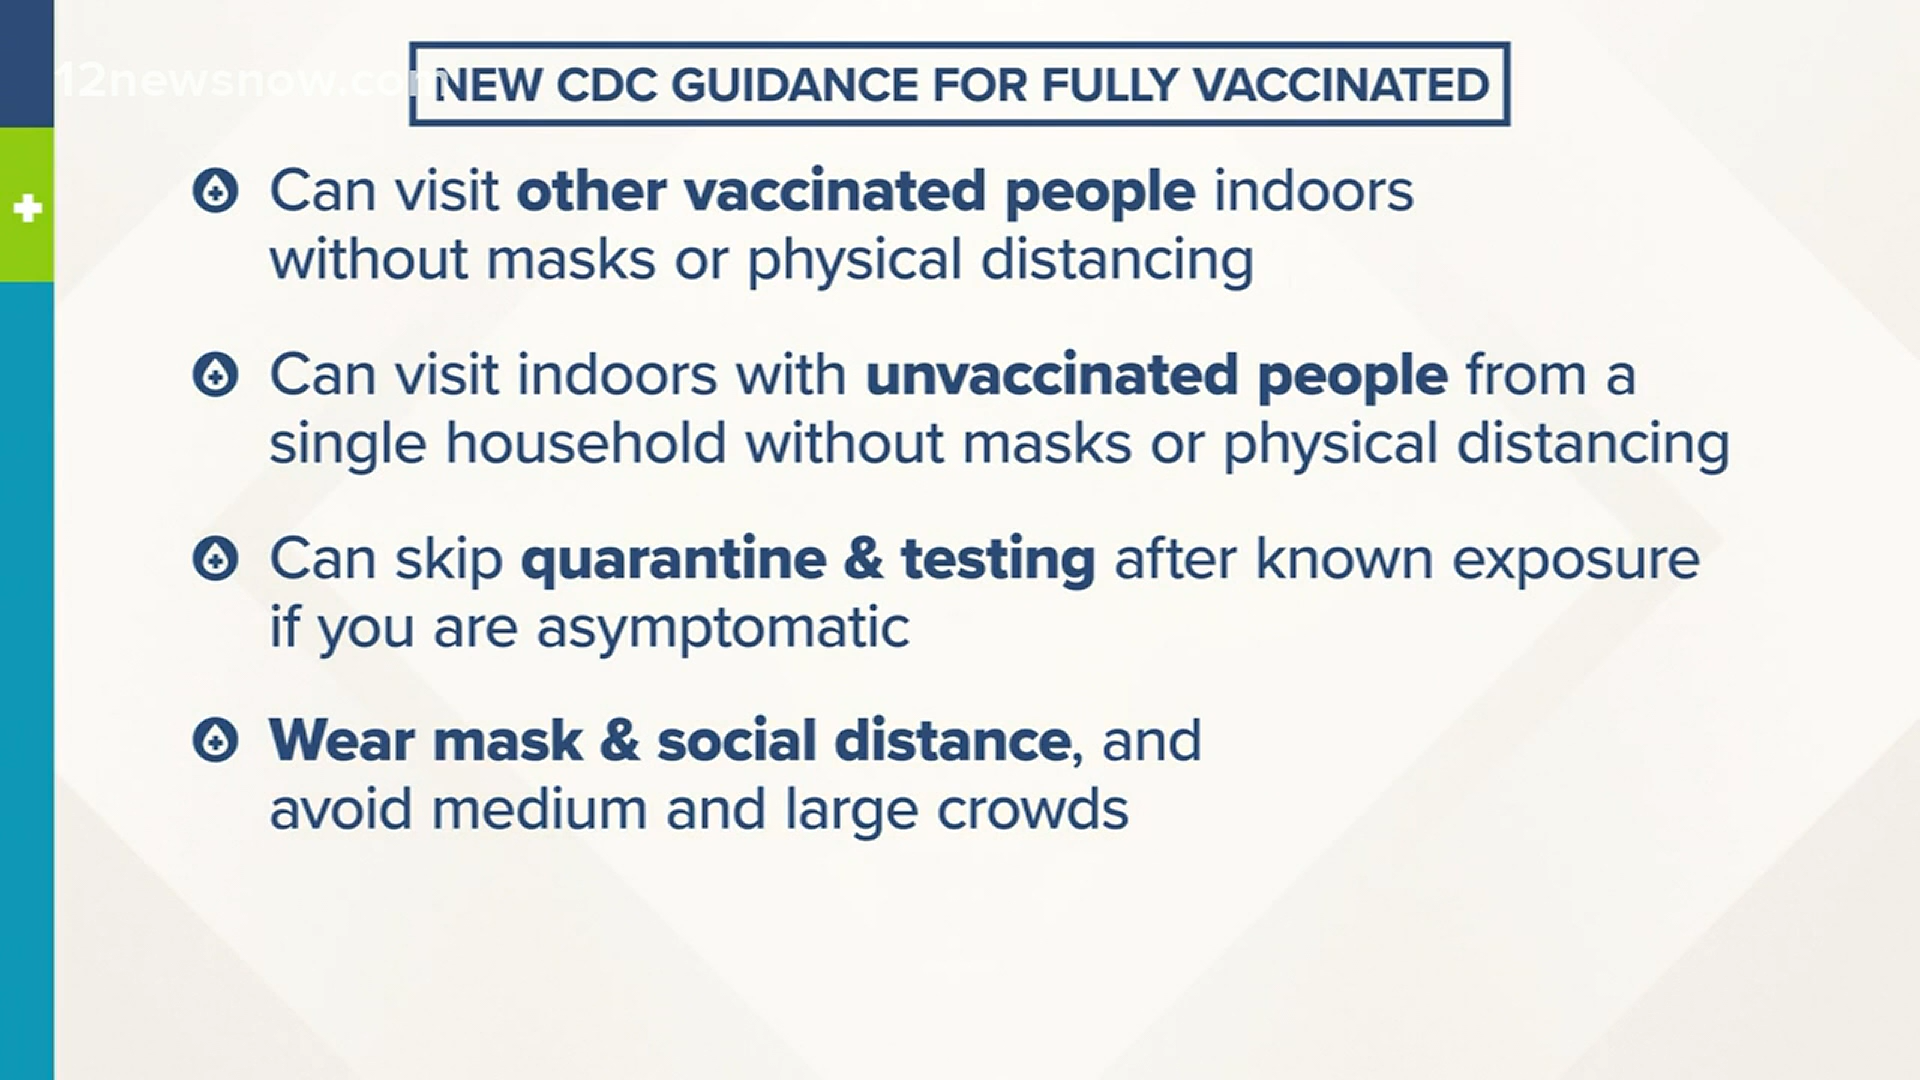 12newsnow.com
NEW CDC GUIDANCE FOR FULLY VACCINATED
Can visit other vaccinated people indoors
without masks or physical distancing
Can visit indoors with unvaccinated people from a
single household without masks or physical distancing
Can skip quarantine & testing after known exposure
if you are asymptomatic
Wear mask & social distance, and
avoid medium and large crowds